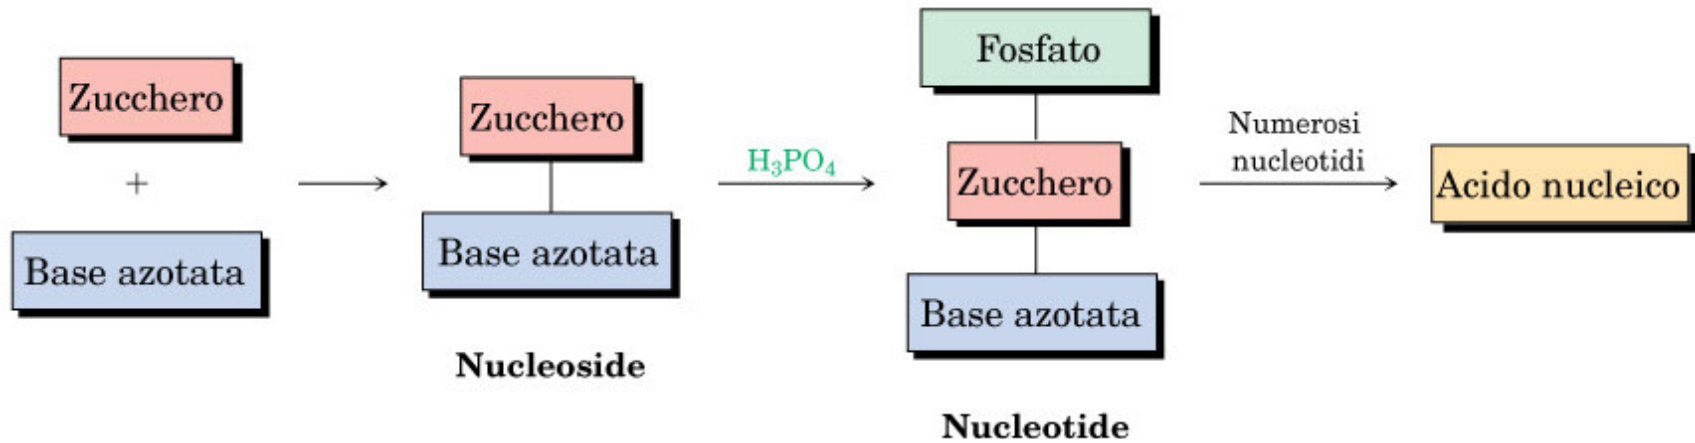 Zucchero
+
Base azotata
Zucchero
Base azotata
Nucleoside
H₃PO₄
Fosfato
Zucchero
Base azotata
Nucleotide
Numerosi
nucleotidi
Acido nucleico